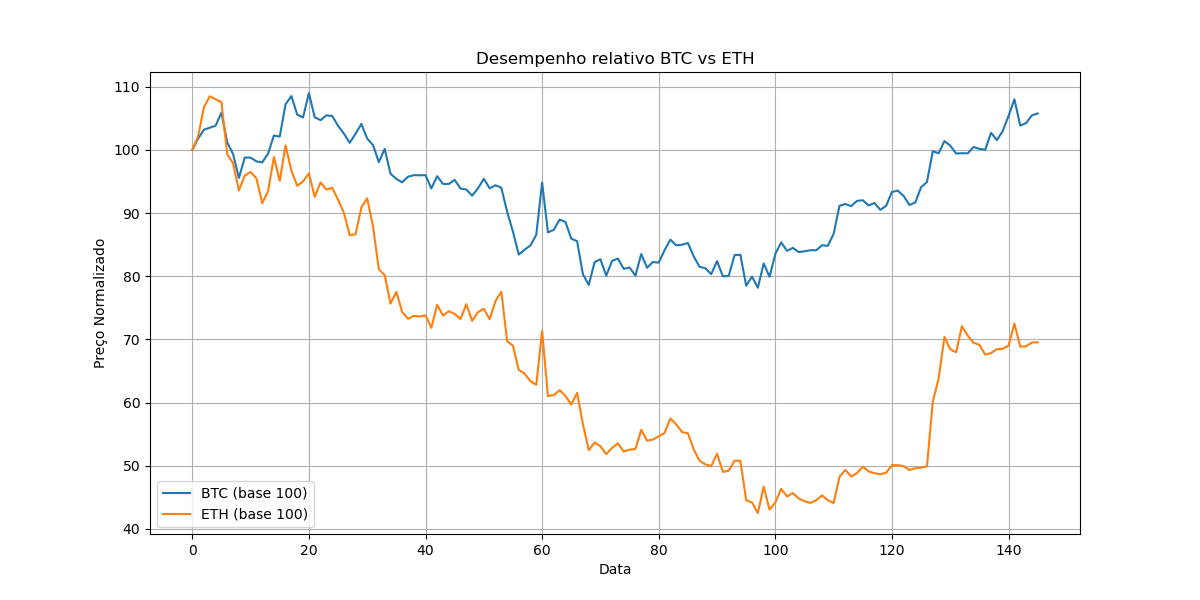 Desempenho relativo BTC vs ETH
Preço Normalizado
110
100
90
80
70
60
50
40
BTC (base 100)
ETH (base 100)
0 20 40 60 80 100 120 140
Data